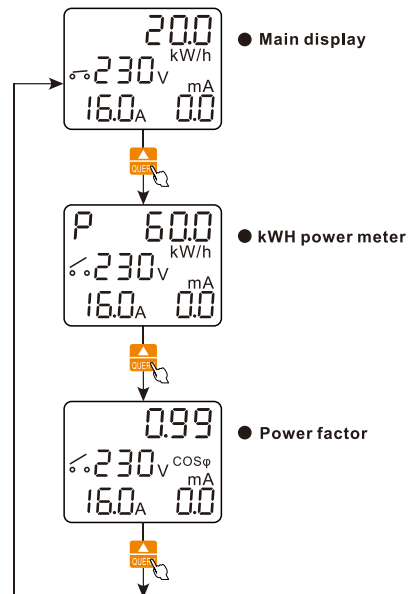 20.0
kW/h
● Main display
230V
mA
16.0A 0.0
QUERY
P 60.0
kW/h
● kWH power meter
230V
mA
16.0A 0.0
QUERY
0.99
● Power factor
230V COSφ
mA
16.0A 0.0
QUERY